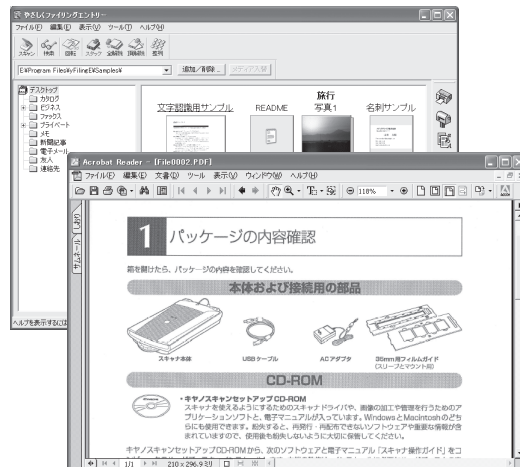 やさしくファイリングエントリー
ファイル(F) 編集(E) 表示(V) ツール(T) ヘルプ(H)
スキャン 検索 回転 ステップ 全解除 頂角解除 整列
E:¥Program Files¥yFilingE¥Samples¥
追加/削除... メディア入替
デスクトップ
カタログ
ビジネス
ファックス
プライベート
メモ
新聞記事
電子メール
友人
連絡先
文字認識用サンプル README 旅行 写真1 名刺サンプル
Acrobat Reader - [File0002.PDF]
ファイル(F) 編集(E) 文書(D) ツール 表示(V) ウィンドウ(W) ヘルプ(H)
118%
しおり
サムネール
1 パッケージの内容確認
箱を開けたら、パッケージの内容を確認してください。
本体および接続用の部品
スキャナ本体 USBケーブル ACアダプタ 35mm用フィルムガイド
(スリーブとマウント用)
CD-ROM
・キヤノスキャンセットアップCD-ROM
スキャナを使えるようにするためのスキャナドライバや、画像の加工や管理を行うためのア
プリケーションソフトと、電子マニュアルが入っています。WindowsとMacintoshのどち
らにも使用できます。紛失すると、再発行・再配布できないソフトウェアや重要な情報が含
まれていますので、使用後も紛失しないように大切に保管してください。
キヤノスキャンセットアップCD-ROMから、次のソフトウェアと電子マニュアル「スキャナ操作ガイド」をコ
1/1 210 x 296.9 ミリ